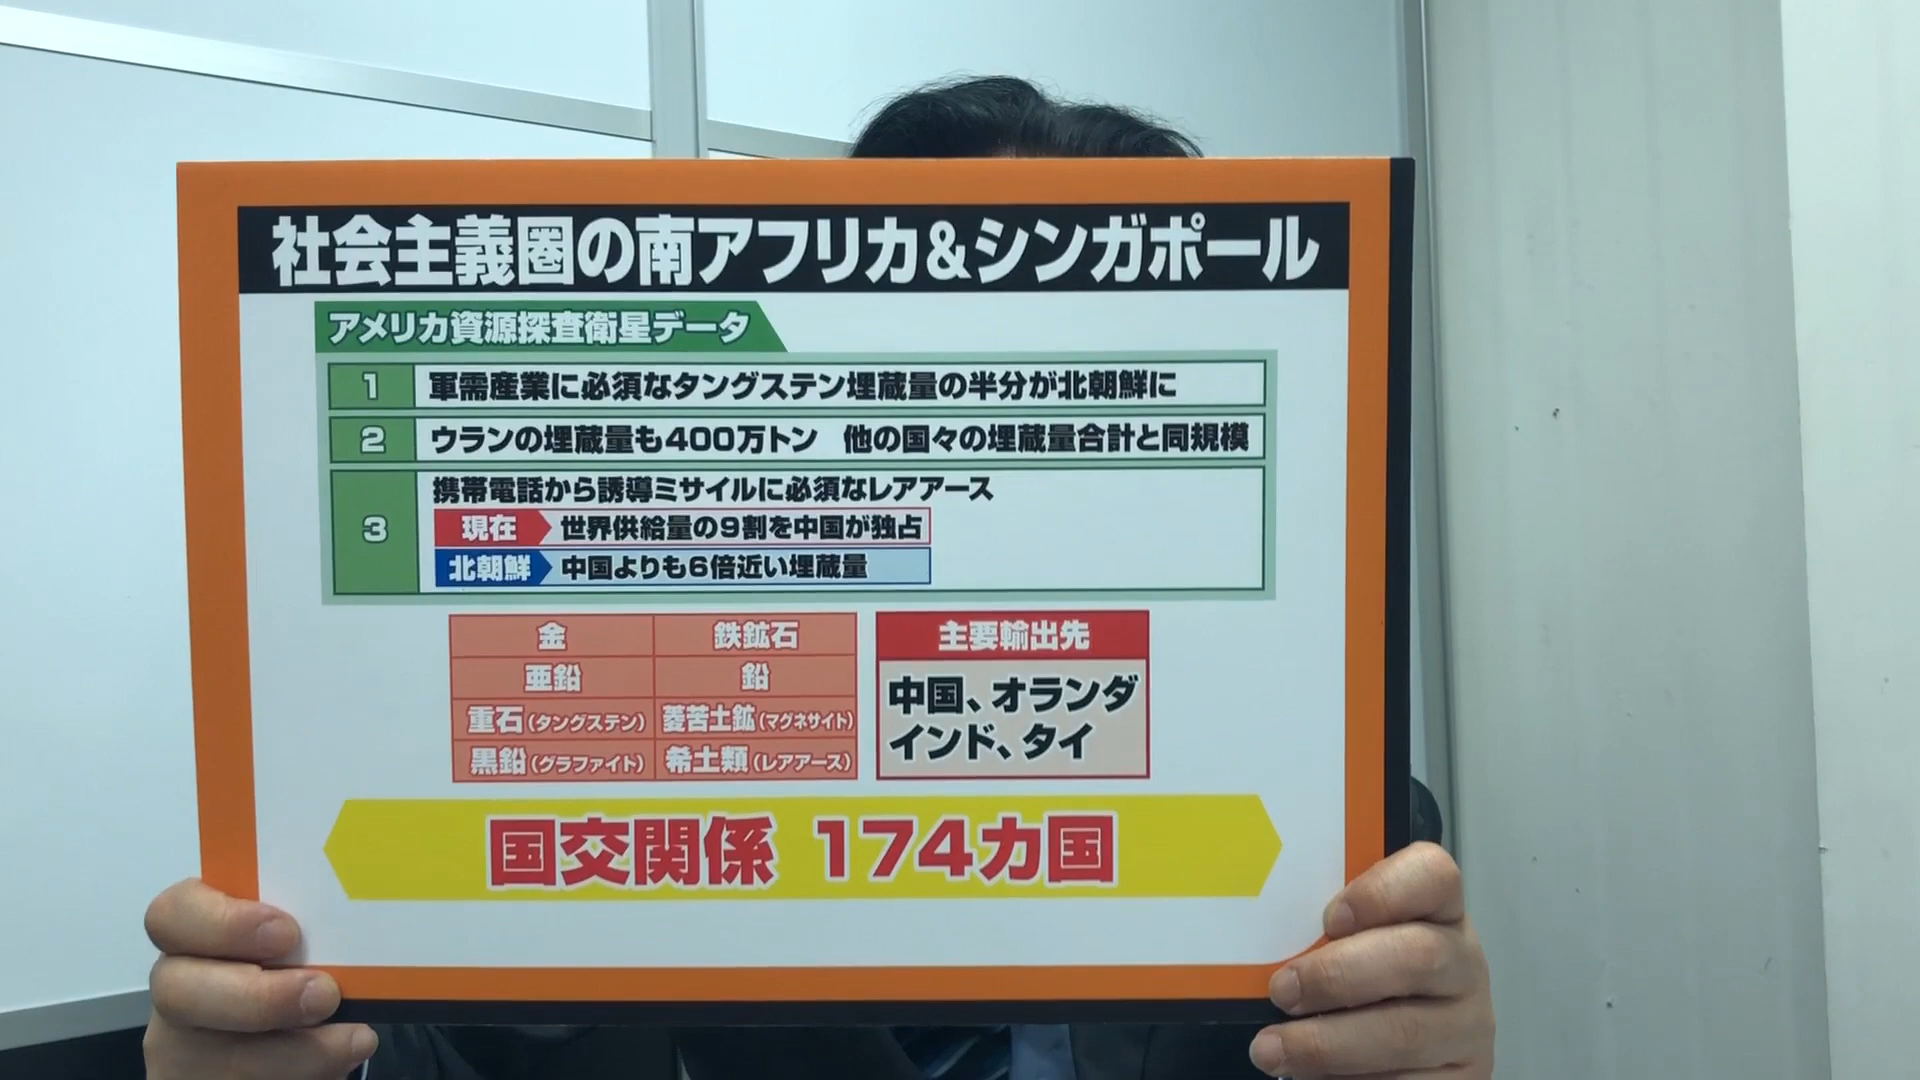 社会主義圏の南アフリカ&シンガポール
アメリカ資源探査衛星データ
1 軍需産業に必須なタングステン埋蔵量の半分が北朝鮮に
2 ウランの埋蔵量も400万トン 他の国々の埋蔵量合計と同規模
3 携帯電話から誘導ミサイルに必須なレアアース
現在 世界供給量の9割を中国が独占
北朝鮮 中国よりも6倍近い埋蔵量
金 鉄鉱石
亜鉛 鉛
重石(タングステン) 菱苦土鉱(マグネサイト)
黒鉛(グラファイト) 希土類(レアアース)
主要輸出先
中国、オランダ
インド、タイ
国交関係 174カ国